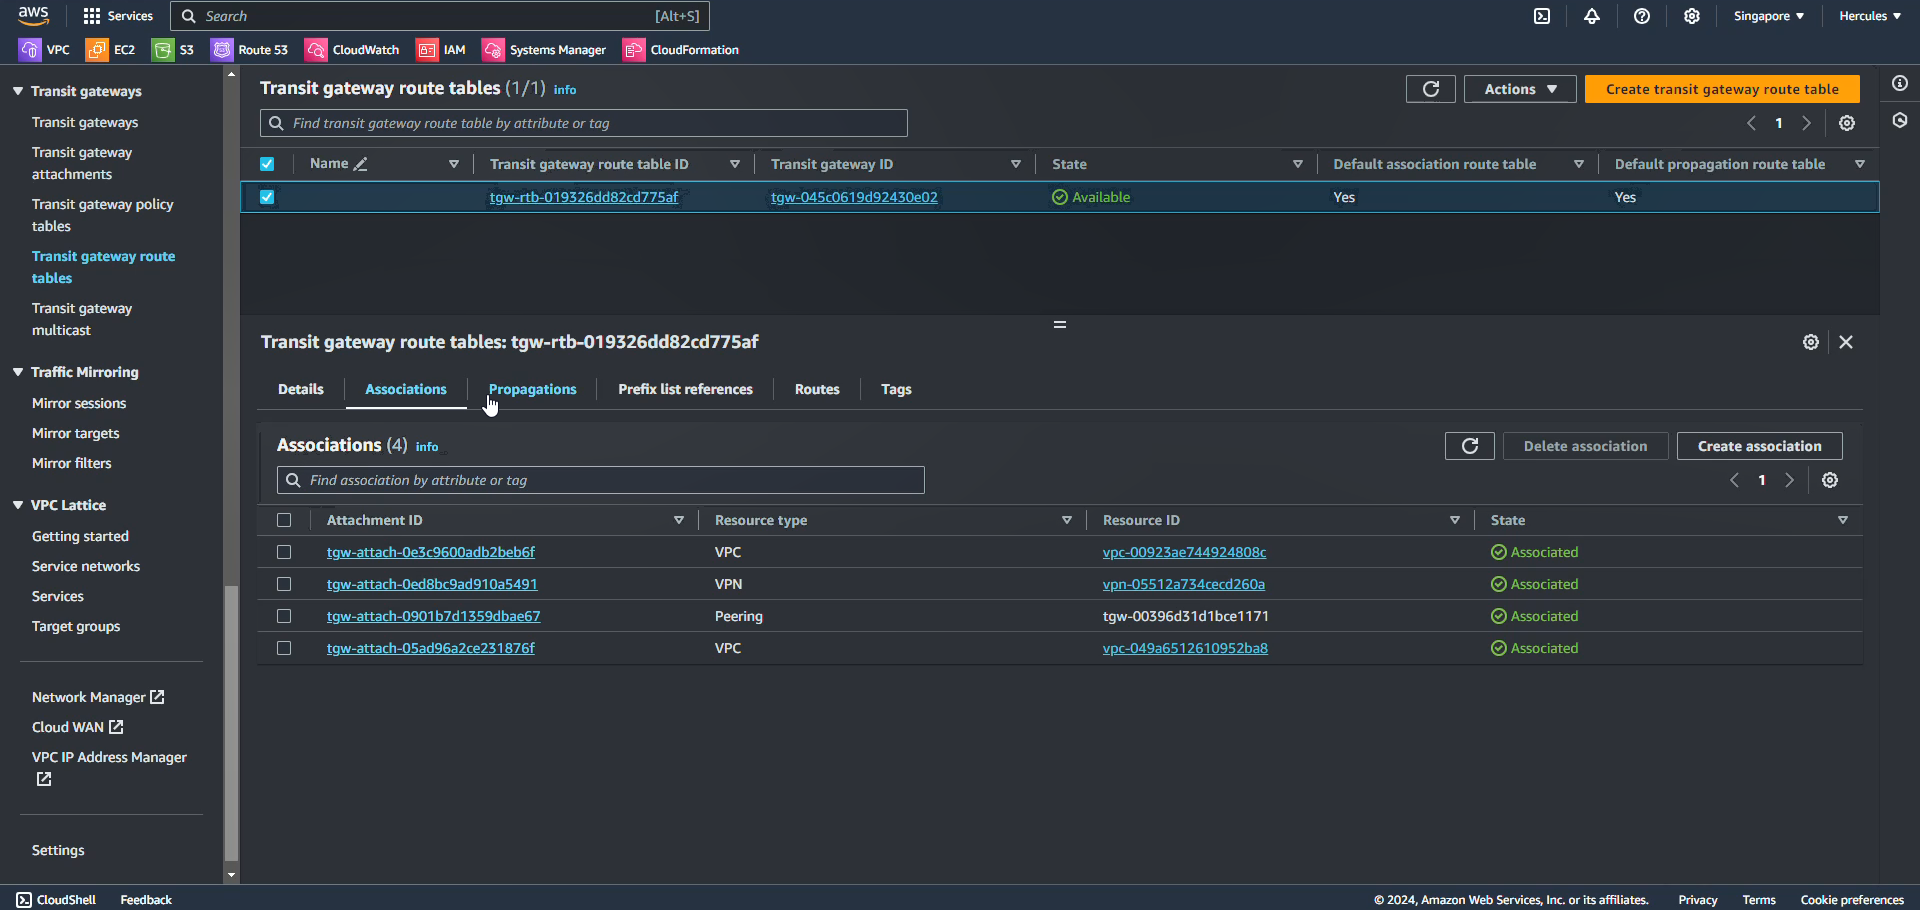 aws Services Search [Alt+S] Singapore Hercules
VPC EC2 S3 Route 53 CloudWatch IAM Systems Manager CloudFormation
Transit gateways
Transit gateways
Transit gateway
attachments
Transit gateway policy
tables
Transit gateway route
tables
Transit gateway
multicast
Traffic Mirroring
Mirror sessions
Mirror targets
Mirror filters
VPC Lattice
Getting started
Service networks
Services
Target groups
Network Manager
Cloud WAN
VPC IP Address Manager
Settings
Transit gateway route tables (1/1) info Actions Create transit gateway route table
Find transit gateway route table by attribute or tag 1
Name Transit gateway route table ID Transit gateway ID State Default association route table Default propagation route table
tgw-rtb-019326dd82cd775af tgw-045c0619d92430e02 Available Yes Yes
Transit gateway route tables: tgw-rtb-019326dd82cd775af
Details Associations Propagations Prefix list references Routes Tags
Associations (4) info Delete association Create association
Find association by attribute or tag 1
Attachment ID Resource type Resource ID State
tgw-attach-0e3c9600adb2beb6f VPC vpc-00923ae744924808c Associated
tgw-attach-0ed8bc9ad910a5491 VPN vpn-05512a734cecd260a Associated
tgw-attach-0901b7d1359dbae67 Peering tgw-00396d31d1bce1171 Associated
tgw-attach-05ad96a2ce231876f VPC vpc-049a6512610952ba8 Associated
CloudShell Feedback © 2024, Amazon Web Services, Inc. or its affiliates. Privacy Terms Cookie preferences